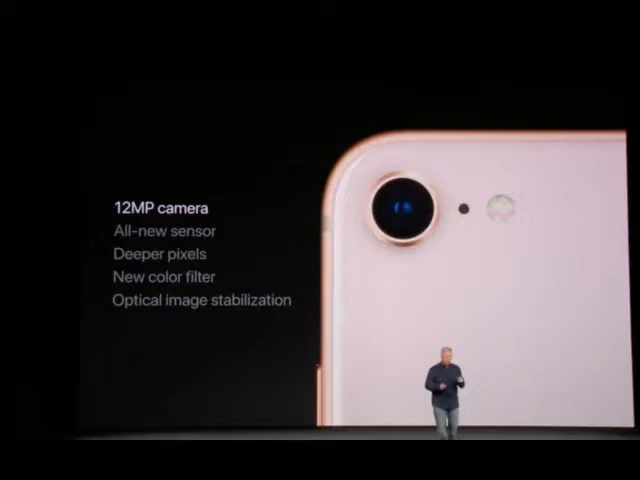 12MP camera
All-new sensor
Deeper pixels
New color filter
Optical image stabilization